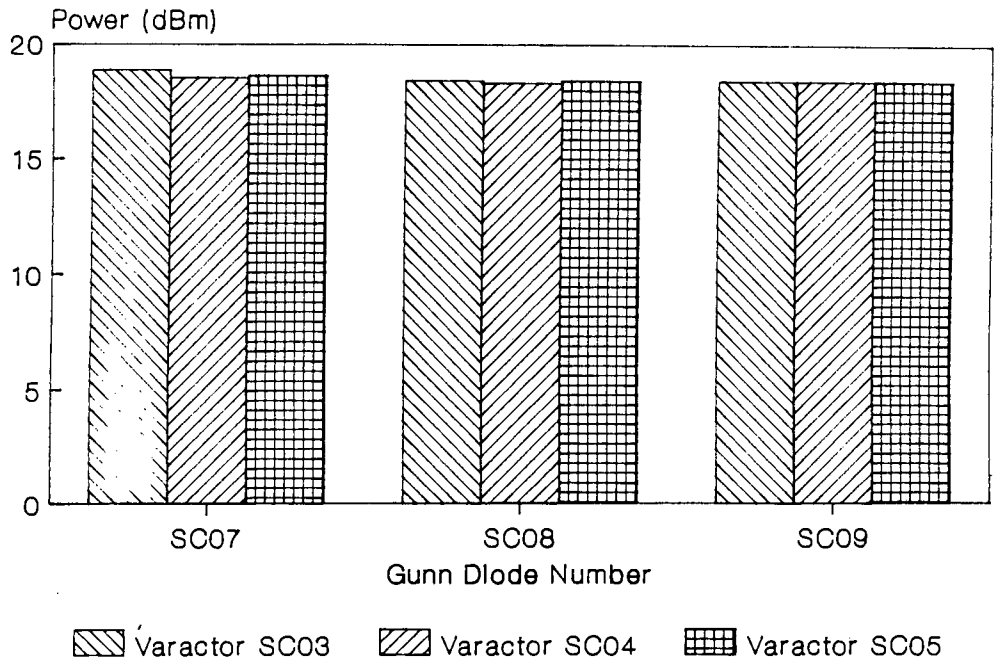 Power (dBm)
20
15
10
5
0
SC07 SC08 SC09
Gunn Diode Number
Varactor SC03 Varactor SC04 Varactor SC05